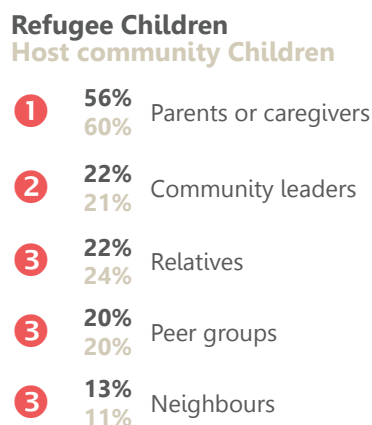 Refugee Children
Host community Children
1 56% Parents or caregivers
60%
2 22% Community leaders
21%
3 22% Relatives
24%
3 20% Peer groups
20%
3 13% Neighbours
11%